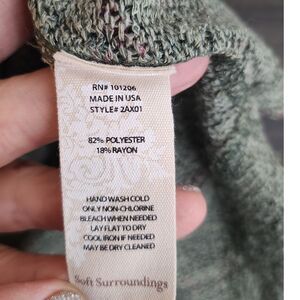 RN# 101206
MADE IN USA
STYLE# 2AX01
82% POLYESTER
18% RAYON
HAND WASH COLD
ONLY NON-CHLORINE
BLEACH WHEN NEEDED
LAY FLAT TO DRY
COOL IRON IF NEEDED
MAY BE DRY CLEANED
Soft Surroundings